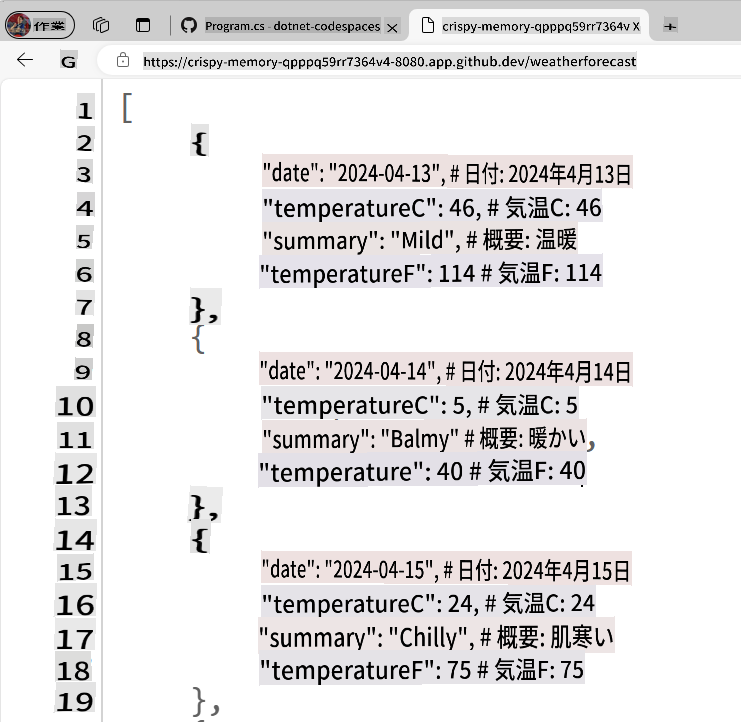 作業 Program.cs - dotnet-codespaces X crispy-memory-qpppq59rr7364v X +
G https://crispy-memory-qpppq59rr7364v4-8080.app.github.dev/weatherforecast
1 [
2 {
3 "date": "2024-04-13", # 日付: 2024年4月13日
4 "temperatureC": 46, # 気温C: 46
5 "summary": "Mild", # 概要: 温暖
6 "temperatureF": 114 # 気温F: 114
7 },
8 {
9 "date": "2024-04-14", # 日付: 2024年4月14日
10 "temperatureC": 5, # 気温C: 5
11 "summary": "Balmy" # 概要: 暖かい,
12 "temperature": 40 # 気温F: 40
13 },
14 {
15 "date": "2024-04-15", # 日付: 2024年4月15日
16 "temperatureC": 24, # 気温C: 24
17 "summary": "Chilly", # 概要: 肌寒い
18 "temperatureF": 75 # 気温F: 75
19 },